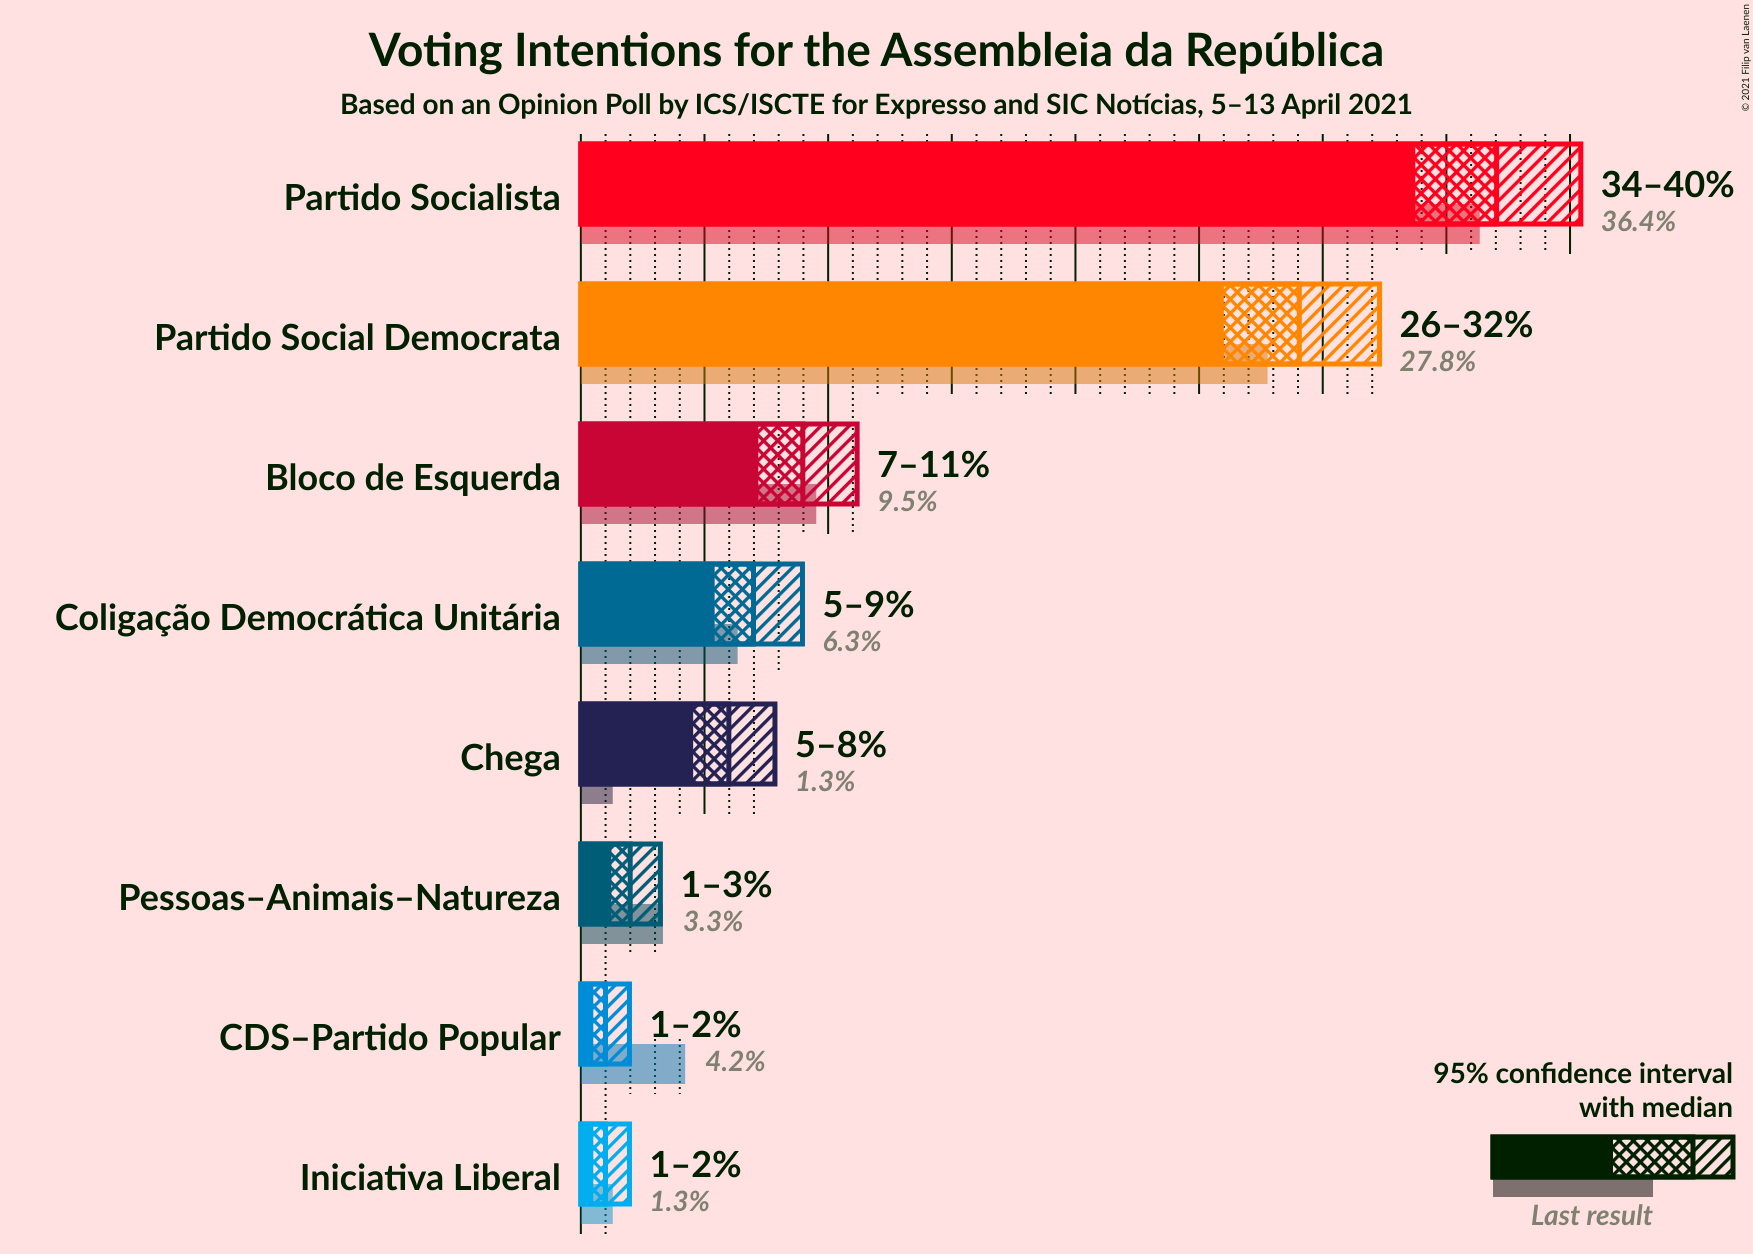 Voting Intentions for the Assembleia da República
Based on an Opinion Poll by ICS/ISCTE for Expresso and SIC Notícias, 5–13 April 2021
© 2021 Filip van Laenen
Partido Socialista
34–40%
36.4%
Partido Social Democrata
26–32%
27.8%
Bloco de Esquerda
7–11%
9.5%
Coligação Democrática Unitária
5–9%
6.3%
Chega
5–8%
1.3%
Pessoas–Animais–Natureza
1–3%
3.3%
CDS–Partido Popular
1–2%
4.2%
Iniciativa Liberal
1–2%
1.3%
95% confidence interval
with median
Last result